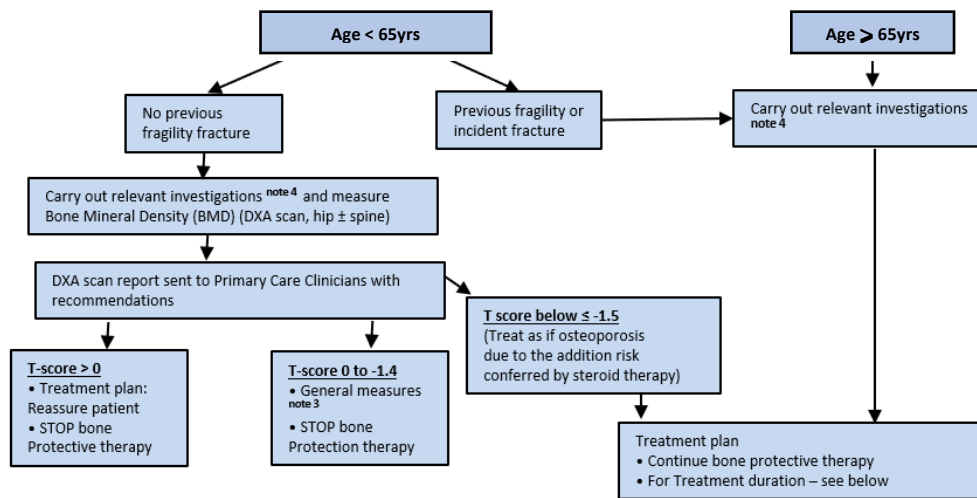 Age < 65yrs
Age ⩾ 65yrs
No previous
fragility fracture
Previous fragility or
incident fracture
Carry out relevant investigations
note 4
Carry out relevant investigations note 4 and measure
Bone Mineral Density (BMD) (DXA scan, hip ± spine)
DXA scan report sent to Primary Care Clinicians with
recommendations
T score below ≤ -1.5
(Treat as if osteoporosis
due to the addition risk
conferred by steroid therapy)
T-score > 0
• Treatment plan:
Reassure patient
• STOP bone
Protective therapy
T-score 0 to -1.4
• General measures
note 3
• STOP bone
Protection therapy
Treatment plan
• Continue bone protective therapy
• For Treatment duration – see below